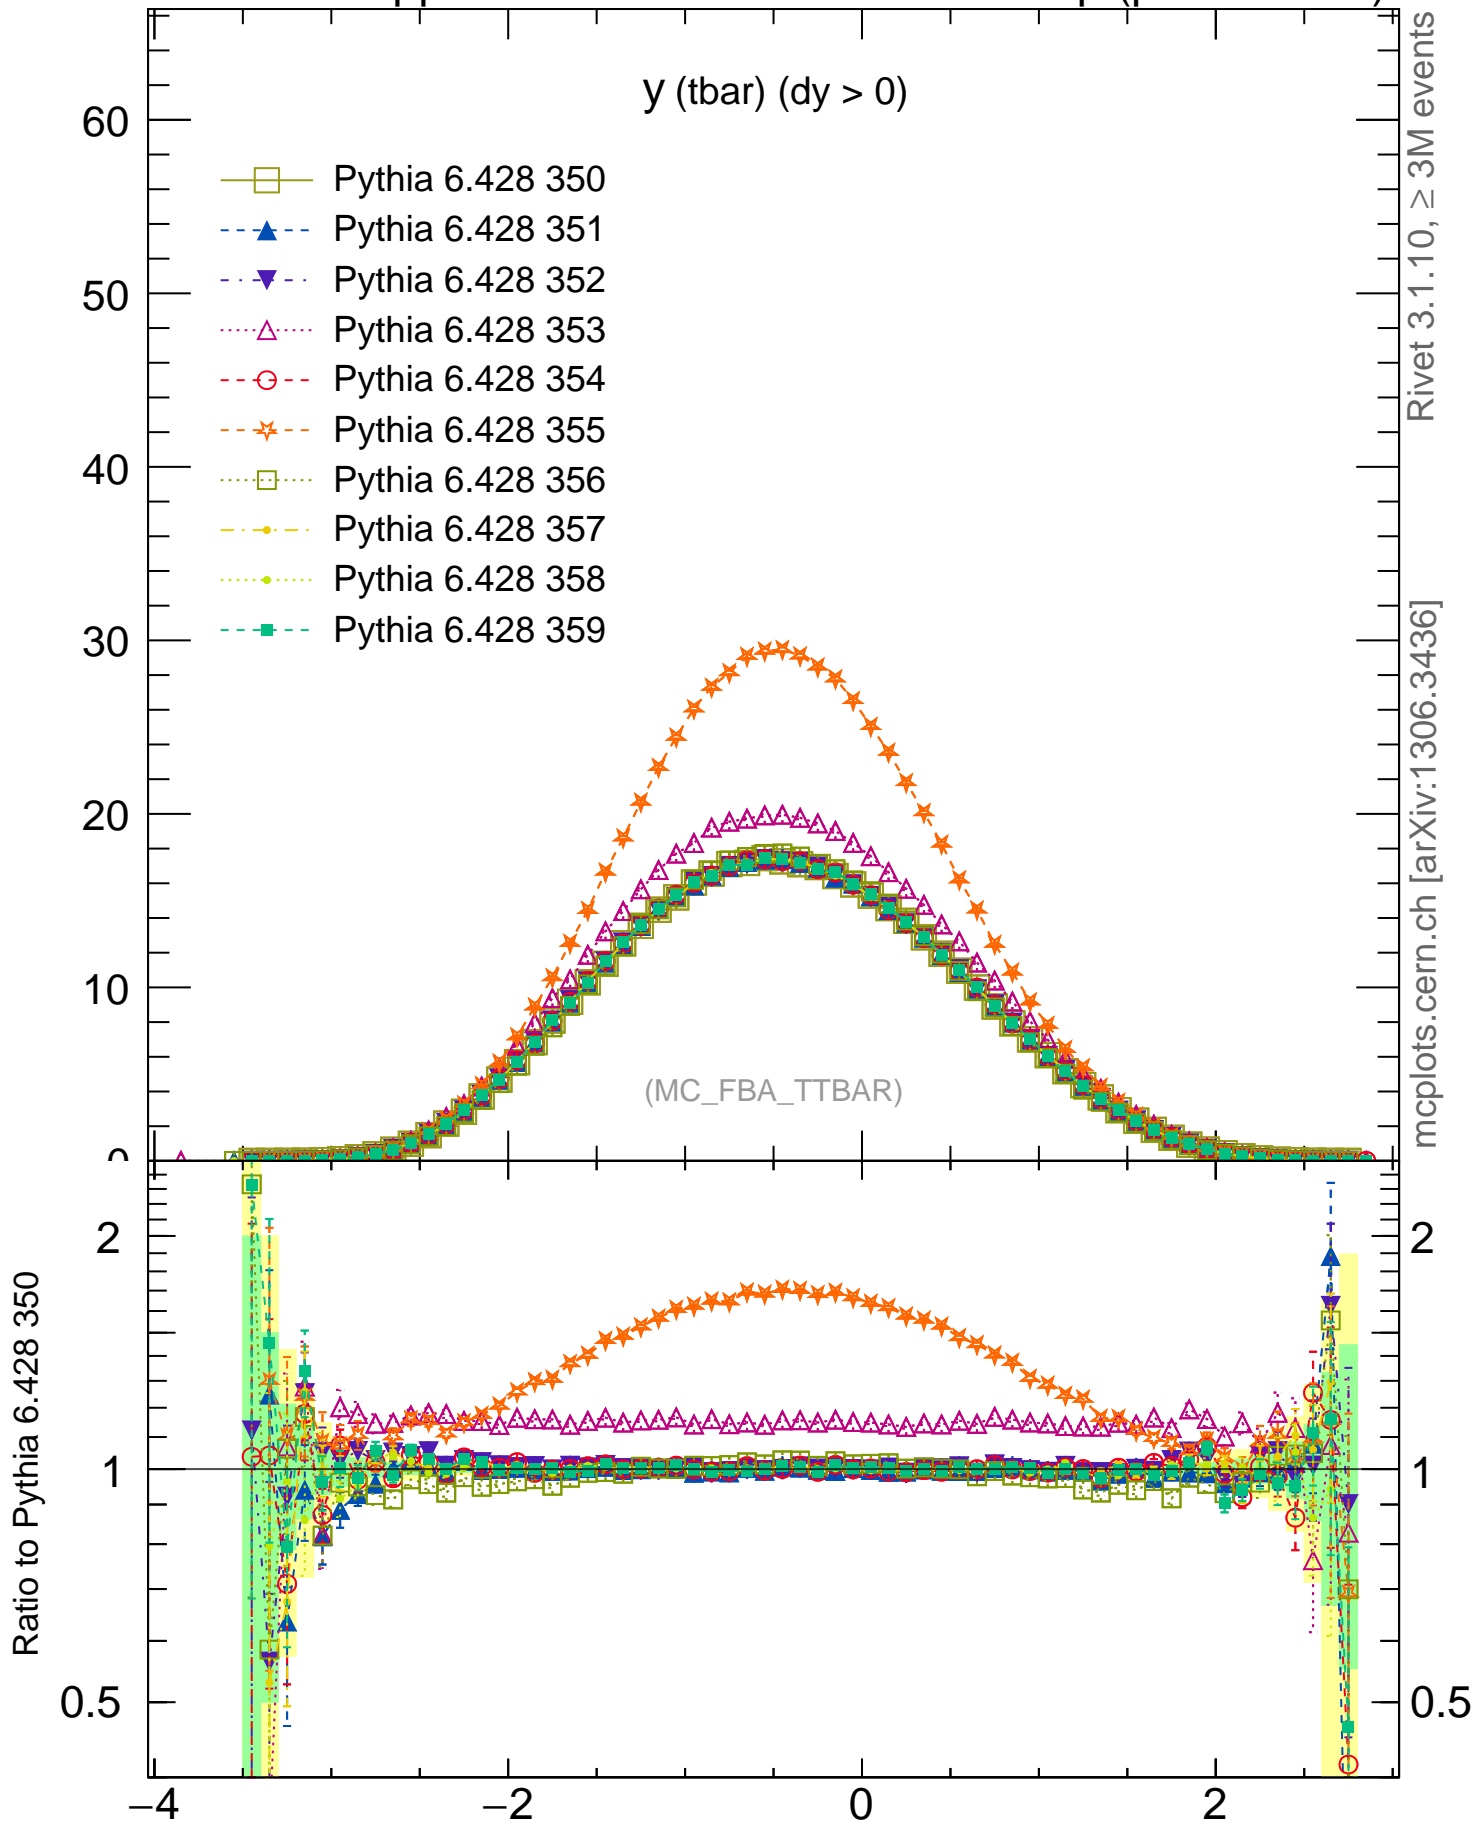 y (tbar) (dy > 0)
60
50
40
30
20
10
0
Pythia 6.428 350
Pythia 6.428 351
Pythia 6.428 352
Pythia 6.428 353
Pythia 6.428 354
Pythia 6.428 355
Pythia 6.428 356
Pythia 6.428 357
Pythia 6.428 358
Pythia 6.428 359
(MC_FBA_TTBAR)
Rivet 3.1.10, ≥ 3M events
mcplots.cern.ch [arXiv:1306.3436]
Ratio to Pythia 6.428 350
2
1
0.5
2
1
0.5
−4 −2 0 2